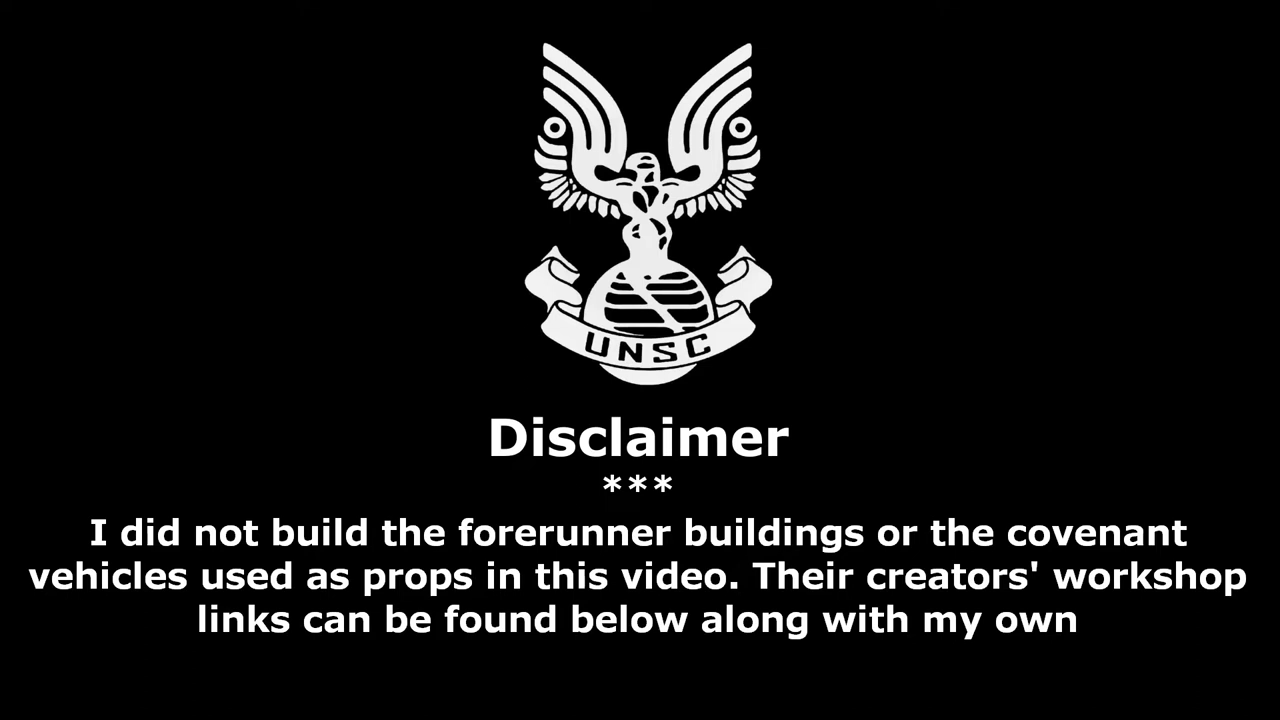 UNSC
Disclaimer
***
I did not build the forerunner buildings or the covenant
vehicles used as props in this video. Their creators' workshop
links can be found below along with my own